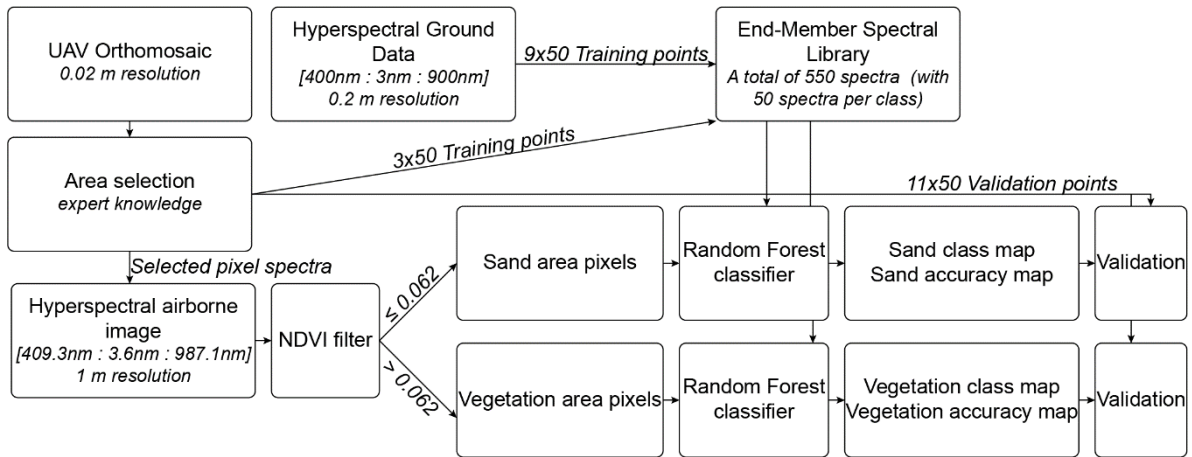 UAV Orthomosaic
0.02 m resolution
Hyperspectral Ground
Data
[400nm : 3nm : 900nm]
0.2 m resolution
9x50 Training points
End-Member Spectral
Library
A total of 550 spectra (with
50 spectra per class)
3x50 Training points
Area selection
expert knowledge
11x50 Validation points
Selected pixel spectra
Hyperspectral airborne
image
[409.3nm : 3.6nm : 987.1nm]
1 m resolution
NDVI filter
≤ 0.062
> 0.062
Sand area pixels
Random Forest
classifier
Sand class map
Sand accuracy map
Validation
Vegetation area pixels
Random Forest
classifier
Vegetation class map
Vegetation accuracy map
Validation